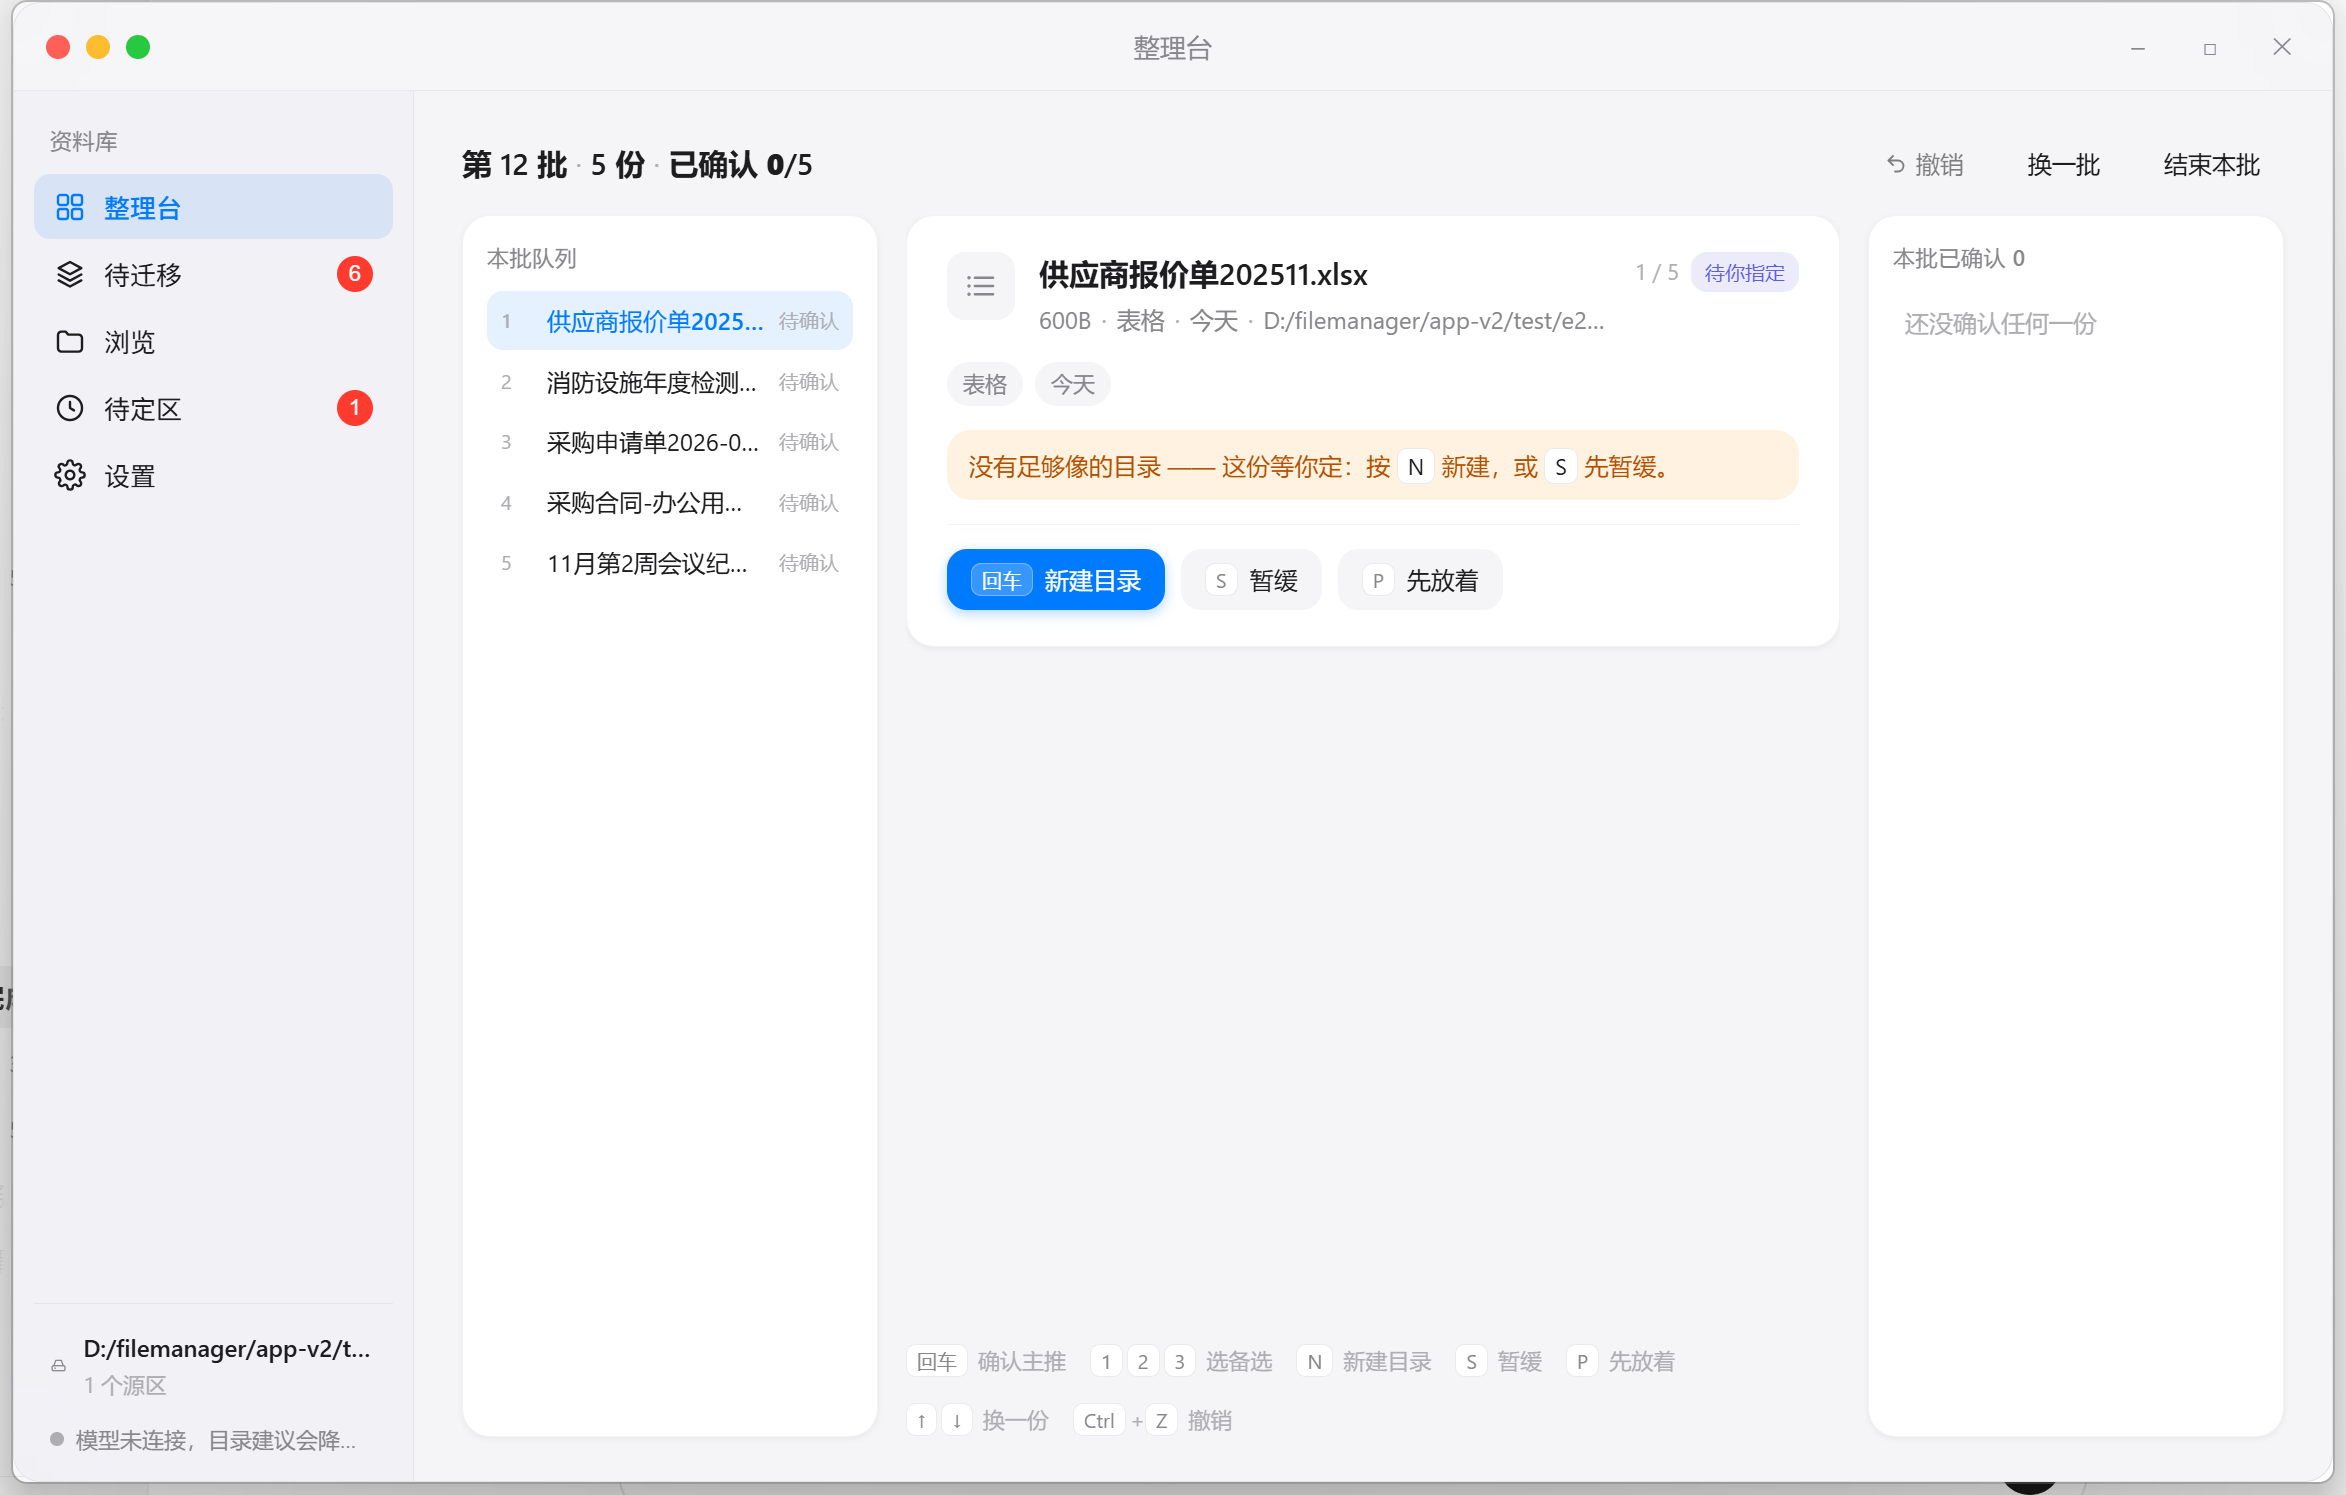 整理台
资料库
整理台
待迁移 6
浏览
待定区 1
设置
D:/filemanager/app-v2/t...
1 个源区
模型未连接，目录建议会降...
第 12 批 · 5 份 · 已确认 0/5
撤销 换一批 结束本批
本批队列
1 供应商报价单2025... 待确认
2 消防设施年度检测... 待确认
3 采购申请单2026-0... 待确认
4 采购合同-办公用... 待确认
5 11月第2周会议纪... 待确认
供应商报价单202511.xlsx 1 / 5 待你指定
600B · 表格 · 今天 · D:/filemanager/app-v2/test/e2...
表格 今天
没有足够像的目录 —— 这份等你定：按 N 新建，或 S 先暂缓。
回车 新建目录 S 暂缓 P 先放着
回车 确认主推 1 2 3 选备选 N 新建目录 S 暂缓 P 先放着
↑ ↓ 换一份 Ctrl + Z 撤销
本批已确认 0
还没确认任何一份